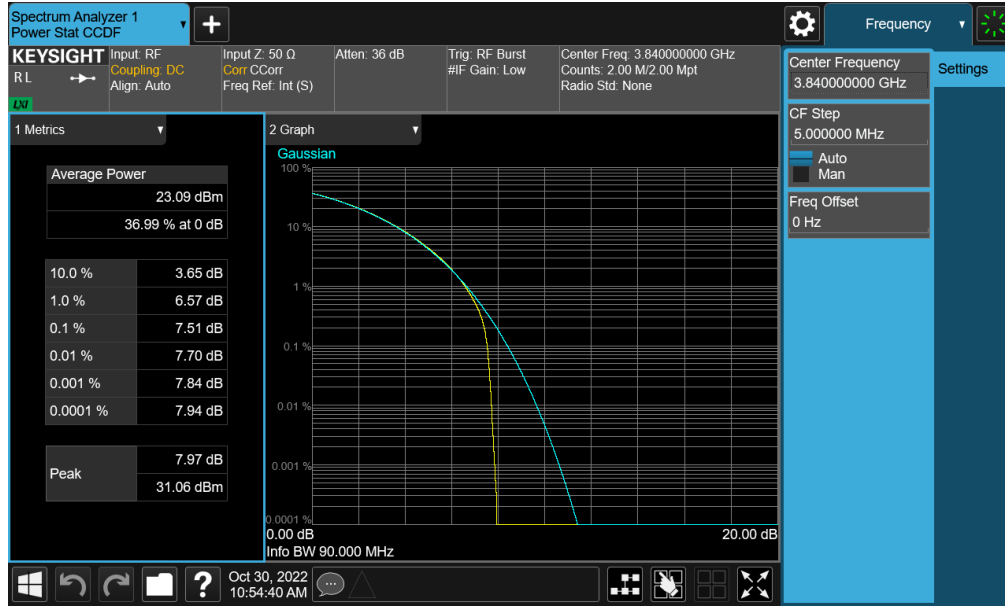 Spectrum Analyzer 1
Power Stat CCDF
Frequency
KEYSIGHT
RL
LXI
Input: RF
Coupling: DC
Align: Auto
Input Z: 50 Ω
Corr CCorr
Freq Ref: Int (S)
Atten: 36 dB
Trig: RF Burst
#IF Gain: Low
Center Freq: 3.840000000 GHz
Counts: 2.00 M/2.00 Mpt
Radio Std: None
Center Frequency
3.840000000 GHz
Settings
CF Step
5.000000 MHz
Auto
Man
Freq Offset
0 Hz
1 Metrics
Average Power
23.09 dBm
36.99 % at 0 dB
10.0 % 3.65 dB
1.0 % 6.57 dB
0.1 % 7.51 dB
0.01 % 7.70 dB
0.001 % 7.84 dB
0.0001 % 7.94 dB
Peak
7.97 dB
31.06 dBm
2 Graph
Gaussian
100 %
10 %
1 %
0.1 %
0.01 %
0.001 %
0.0001 %
0.00 dB 20.00 dB
Info BW 90.000 MHz
?
Oct 30, 2022
10:54:40 AM